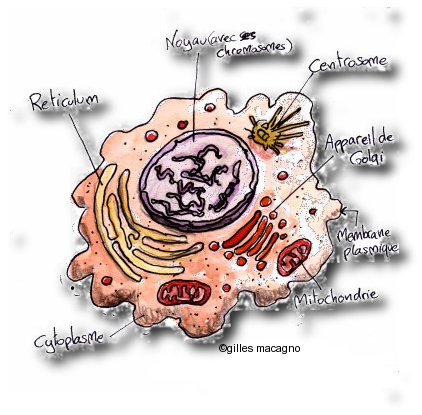 Noyau (avec ses
chromosomes)
Centrosome
Reticulum
Appareil de
Golgi
Membrane
plasmique
Mitochondrie
Cytoplasme
©gilles macagno